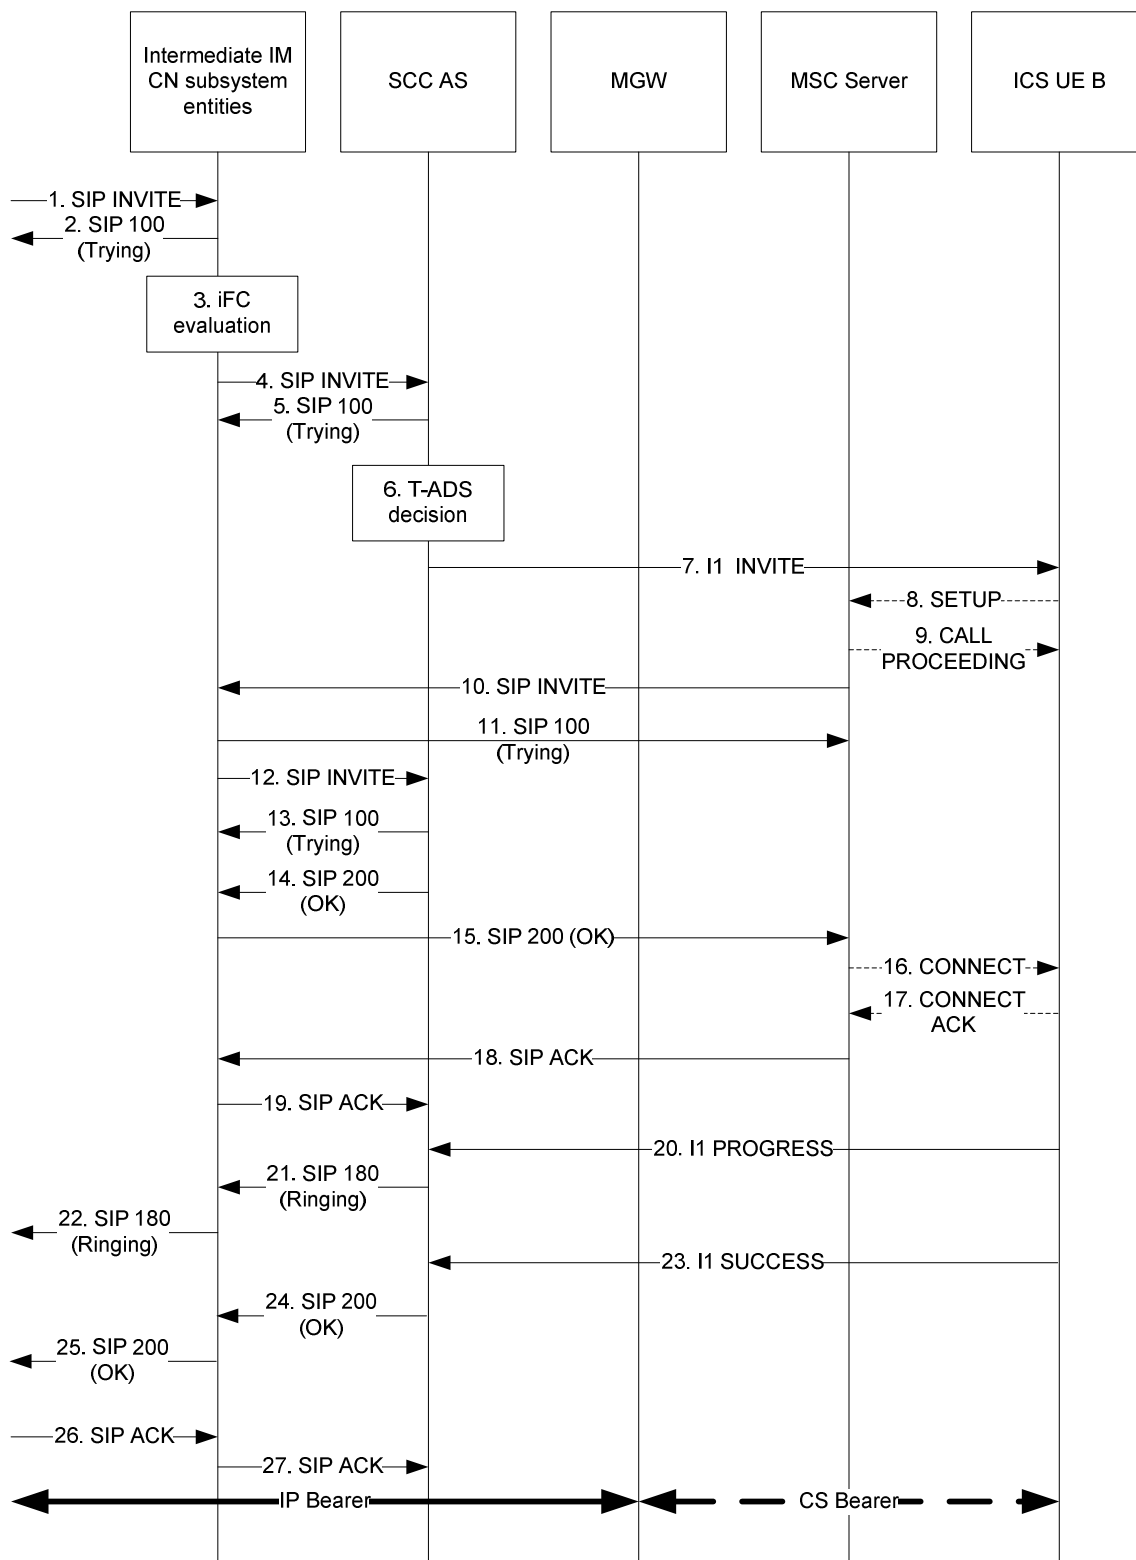 Intermediate IM
CN subsystem
entities
SCC AS
MGW
MSC Server
ICS UE B
1. SIP INVITE
2. SIP 100
(Trying)
3. iFC
evaluation
4. SIP INVITE
5. SIP 100
(Trying)
6. T-ADS
decision
7. I1 INVITE
8. SETUP
9. CALL
PROCEEDING
10. SIP INVITE
11. SIP 100
(Trying)
12. SIP INVITE
13. SIP 100
(Trying)
14. SIP 200
(OK)
15. SIP 200 (OK)
16. CONNECT
17. CONNECT
ACK
18. SIP ACK
19. SIP ACK
20. I1 PROGRESS
21. SIP 180
(Ringing)
22. SIP 180
(Ringing)
23. I1 SUCCESS
24. SIP 200
(OK)
25. SIP 200
(OK)
26. SIP ACK
27. SIP ACK
IP Bearer
CS Bearer